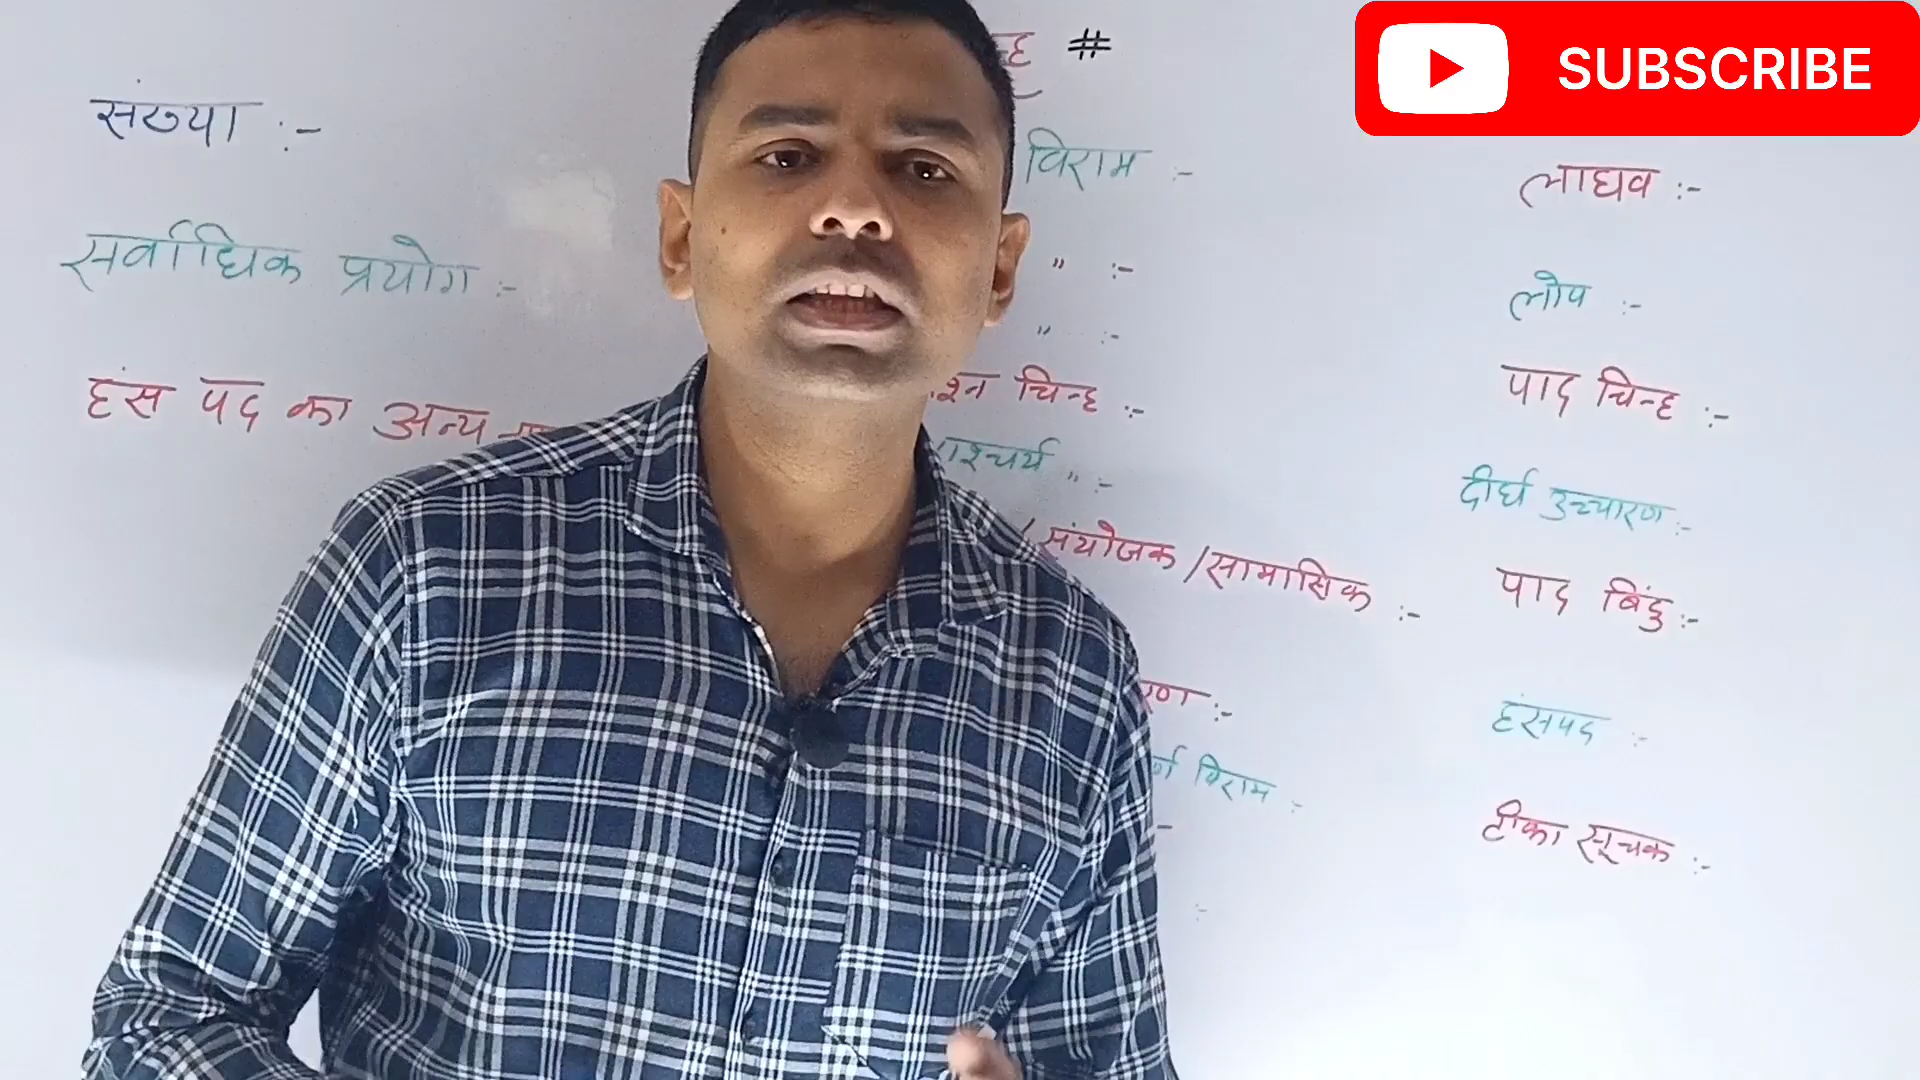 #
SUBSCRIBE
संख्या :-
सर्वाधिक प्रयोग :-
हंस पद का अन्य
विराम :-
" :-
" :-
चिन्ह :-
" :-
/ संयोजक / सामासिक :-
विराम :-
लाघव :-
लोप :-
पाद चिन्ह :-
दीर्घ उच्चारण :-
पाद बिंदु :-
हंसपद :-
टीका सूचक :-